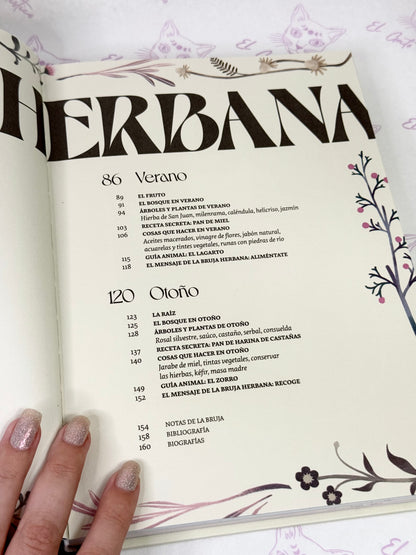 HERBANA
86 Verano
89 EL FRUTO
91 EL BOSQUE EN VERANO
94 ÁRBOLES Y PLANTAS DE VERANO
Hierba de San Juan, milenrama, caléndula, helicriso, jazmín
103 RECETA SECRETA: PAN DE MIEL
106 COSAS QUE HACER EN VERANO
Aceites macerados, vinagre de flores, jabón natural,
acuarelas y tintes vegetales, runas con piedras de río
115 GUÍA ANIMAL: EL LAGARTO
118 EL MENSAJE DE LA BRUJA HERBANA: ALIMÉNTATE
120 Otoño
123 LA RAÍZ
125 EL BOSQUE EN OTOÑO
128 ÁRBOLES Y PLANTAS DE OTOÑO
Rosal silvestre, saúco, castaño, serbal, consuelda
137 RECETA SECRETA: PAN DE HARINA DE CASTAÑAS
140 COSAS QUE HACER EN OTOÑO
Jarabe de miel, tintes vegetales, conservar
las hierbas, kéfir, masa madre
149 GUÍA ANIMAL: EL ZORRO
152 EL MENSAJE DE LA BRUJA HERBANA: RECOGE
154 NOTAS DE LA BRUJA
158 BIBLIOGRAFÍA
160 BIOGRAFÍAS